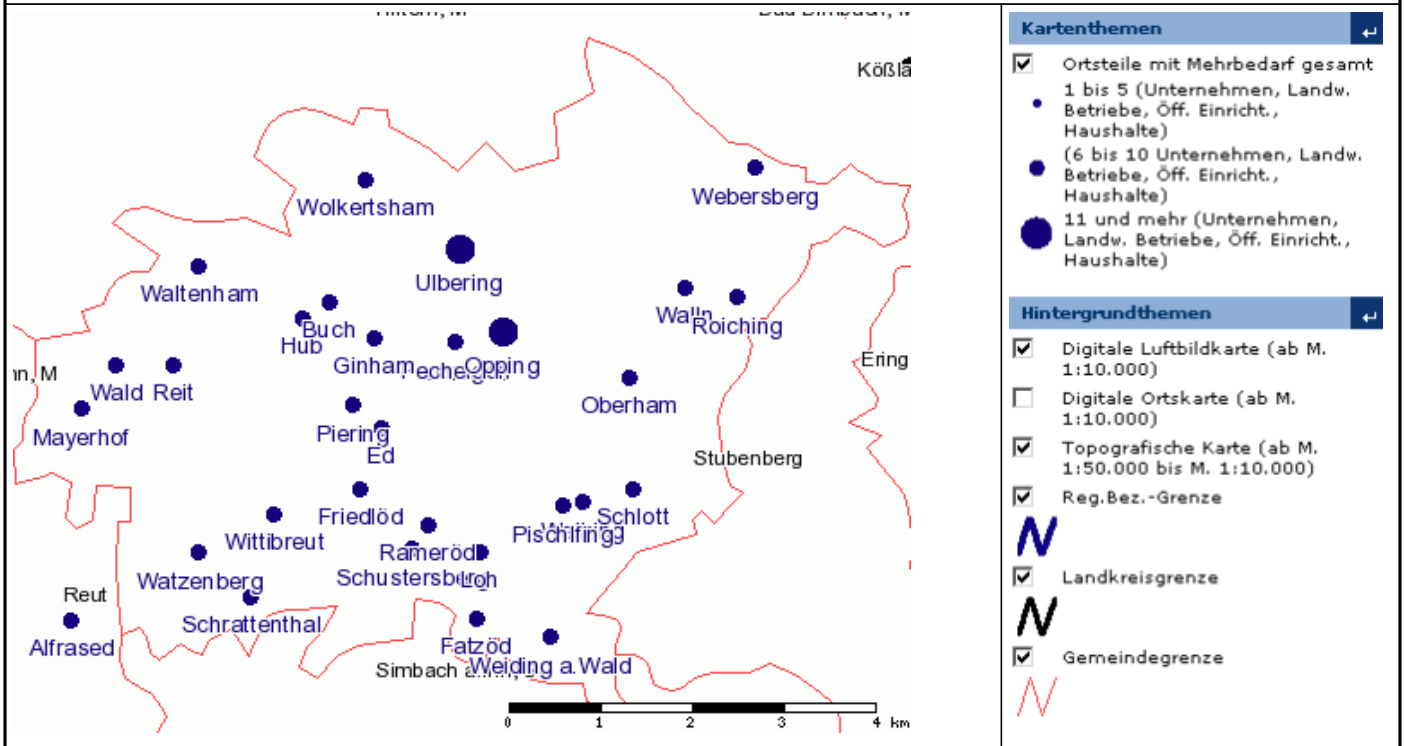 Kößla
Webersberg
Wolkertsham
Ulbering
Waltenham
Buch
Hub
Ginham
Opping
Roiching
Ering
Wald Reit
Oberham
Mayerhof
Piering
Ed
Stubenberg
Friedlöd
Schlott
Wittibreut
Rameröd
Watzenberg
Schustersberg
Loh
Reut
Schrattenthal
Alfrased
Fatzöd
Weiding a.Wald
Simbach
0 1 2 3 4 km
Kartenthemen
Ortsteile mit Mehrbedarf gesamt
1 bis 5 (Unternehmen, Landw.
Betriebe, Öff. Einricht.,
Haushalte)
(6 bis 10 Unternehmen, Landw.
Betriebe, Öff. Einricht.,
Haushalte)
11 und mehr (Unternehmen,
Landw. Betriebe, Öff. Einricht.,
Haushalte)
Hintergrundthemen
Digitale Luftbildkarte (ab M.
1:10.000)
Digitale Ortskarte (ab M.
1:10.000)
Topografische Karte (ab M.
1:50.000 bis M. 1:10.000)
Reg.Bez.-Grenze
Landkreisgrenze
Gemeindegrenze